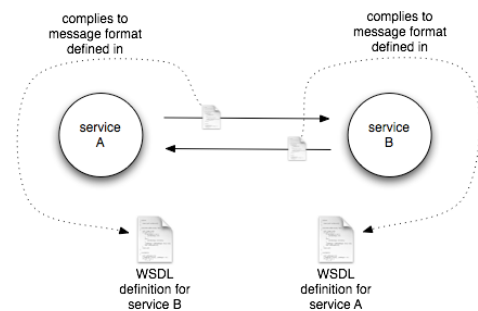 complies to
message format
defined in
complies to
message format
defined in
service
A
service
B
WSDL
definition for
service B
WSDL
definition for
service A